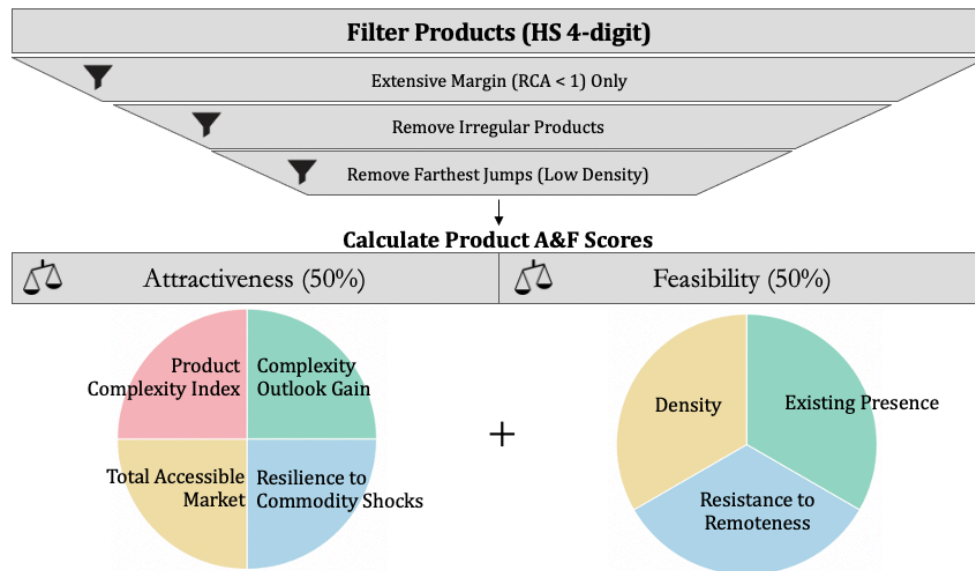 Filter Products (HS 4-digit)
Extensive Margin (RCA < 1) Only
Remove Irregular Products
Remove Farthest Jumps (Low Density)
Calculate Product A&F Scores
Attractiveness (50%)
Feasibility (50%)
Product
Complexity Index
Complexity
Outlook Gain
Total Accessible
Market
Resilience to
Commodity Shocks
+
Density
Existing Presence
Resistance to
Remoteness